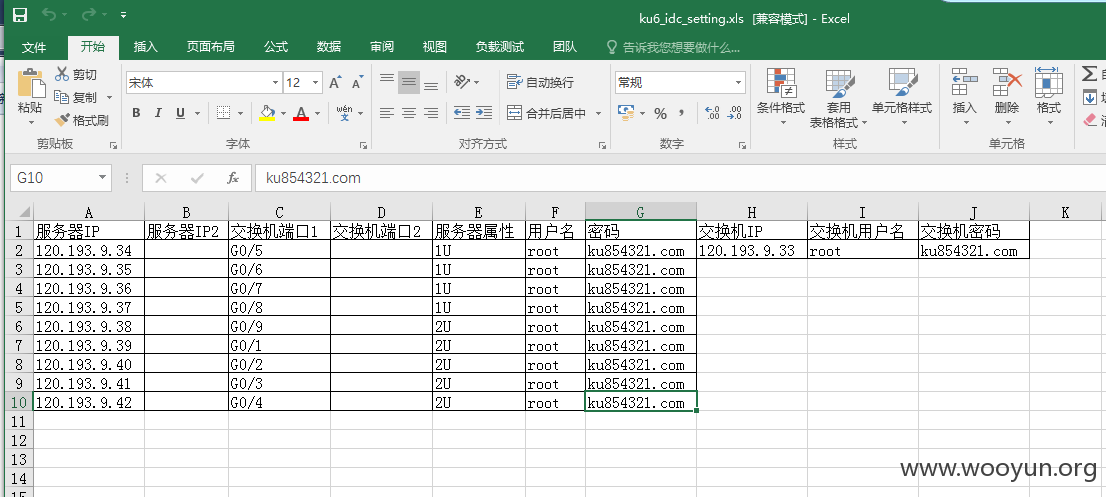 ku6_idc_setting.xls [兼容模式] - Excel
文件 开始 插入 页面布局 公式 数据 审阅 视图 负载测试 团队 告诉我您想要做什么...
粘贴 剪切 复制 格式刷 剪贴板
宋体 12 A A
B I U A wén 文 字体
自动换行 合并后居中 对齐方式
常规 % , 数字
条件格式 套用表格格式 单元格样式 样式
插入 删除 格式 单元格
G10 fx ku854321.com
A B C D E F G H I J K
1 服务器IP 服务器IP2 交换机端口1 交换机端口2 服务器属性 用户名 密码 交换机IP 交换机用户名 交换机密码
2 120.193.9.34 G0/5 1U root ku854321.com 120.193.9.33 root ku854321.com
3 120.193.9.35 G0/6 1U root ku854321.com
4 120.193.9.36 G0/7 1U root ku854321.com
5 120.193.9.37 G0/8 1U root ku854321.com
6 120.193.9.38 G0/9 2U root ku854321.com
7 120.193.9.39 G0/1 2U root ku854321.com
8 120.193.9.40 G0/2 2U root ku854321.com
9 120.193.9.41 G0/3 2U root ku854321.com
10 120.193.9.42 G0/4 2U root ku854321.com
11
12
13
14
www.wooyun.org